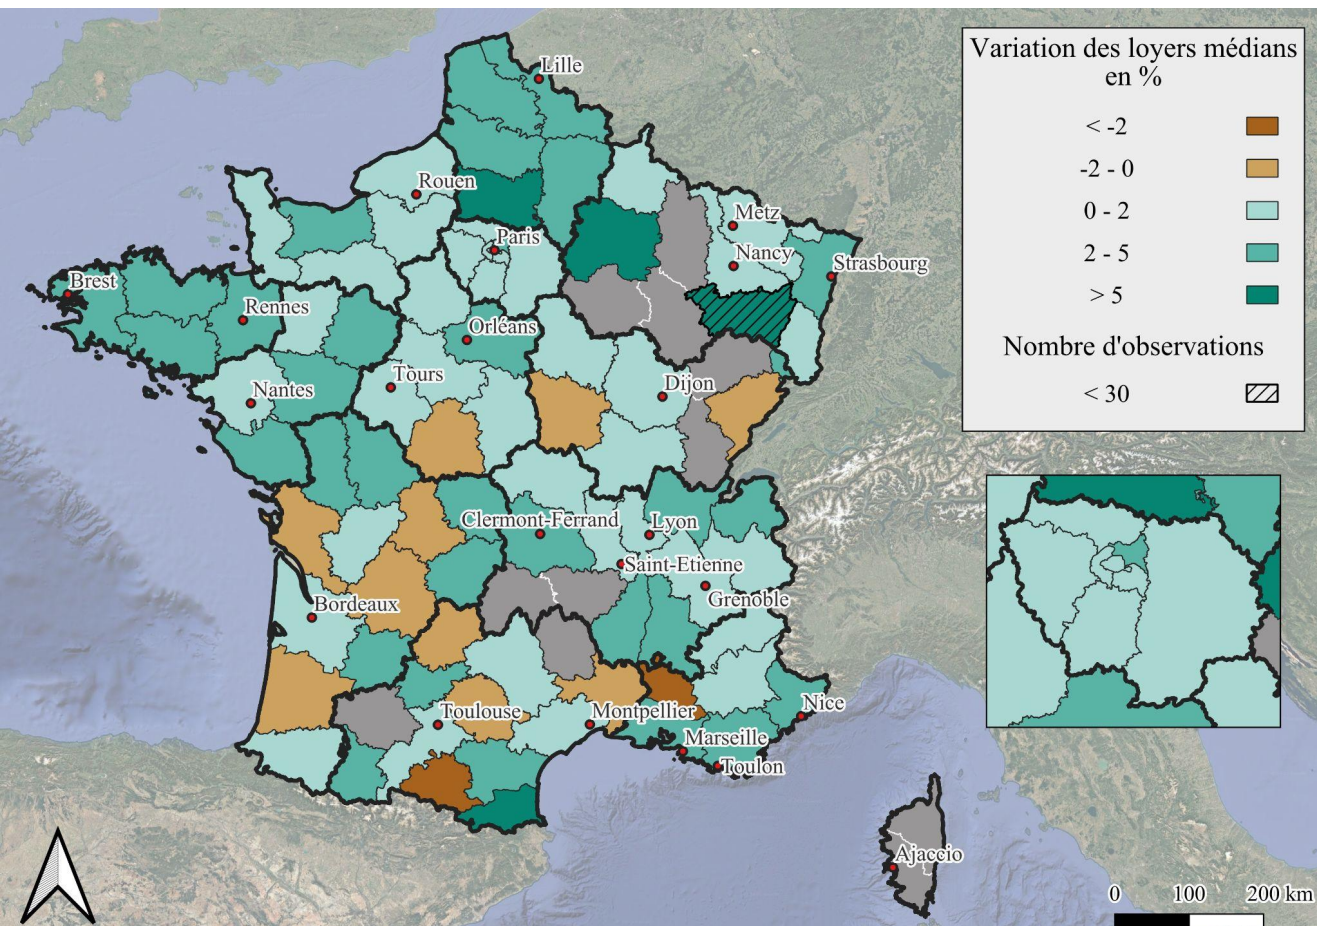 Variation des loyers médians
en %
< -2
-2 - 0
0 - 2
2 - 5
> 5
Nombre d'observations
< 30
Lille
Rouen
Metz
Paris
Nancy
Strasbourg
Brest
Rennes
Orléans
Tours
Dijon
Nantes
Clermont-Ferrand
Lyon
Saint-Etienne
Grenoble
Bordeaux
Toulouse
Montpellier
Nice
Marseille
Toulon
Ajaccio
0 100 200 km